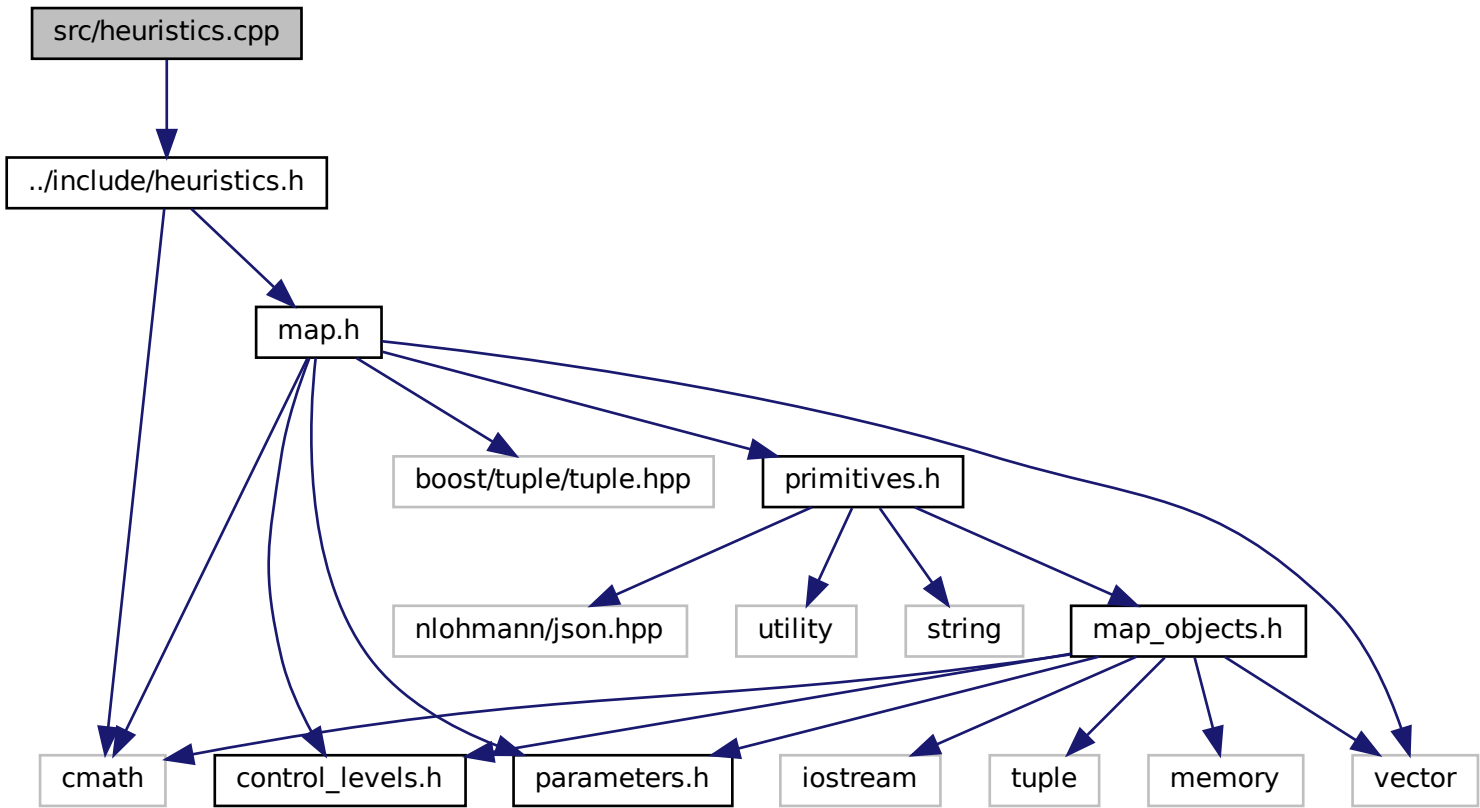 src/heuristics.cpp
../include/heuristics.h
map.h
boost/tuple/tuple.hpp
primitives.h
nlohmann/json.hpp
utility
string
map_objects.h
cmath
control_levels.h
parameters.h
iostream
tuple
memory
vector